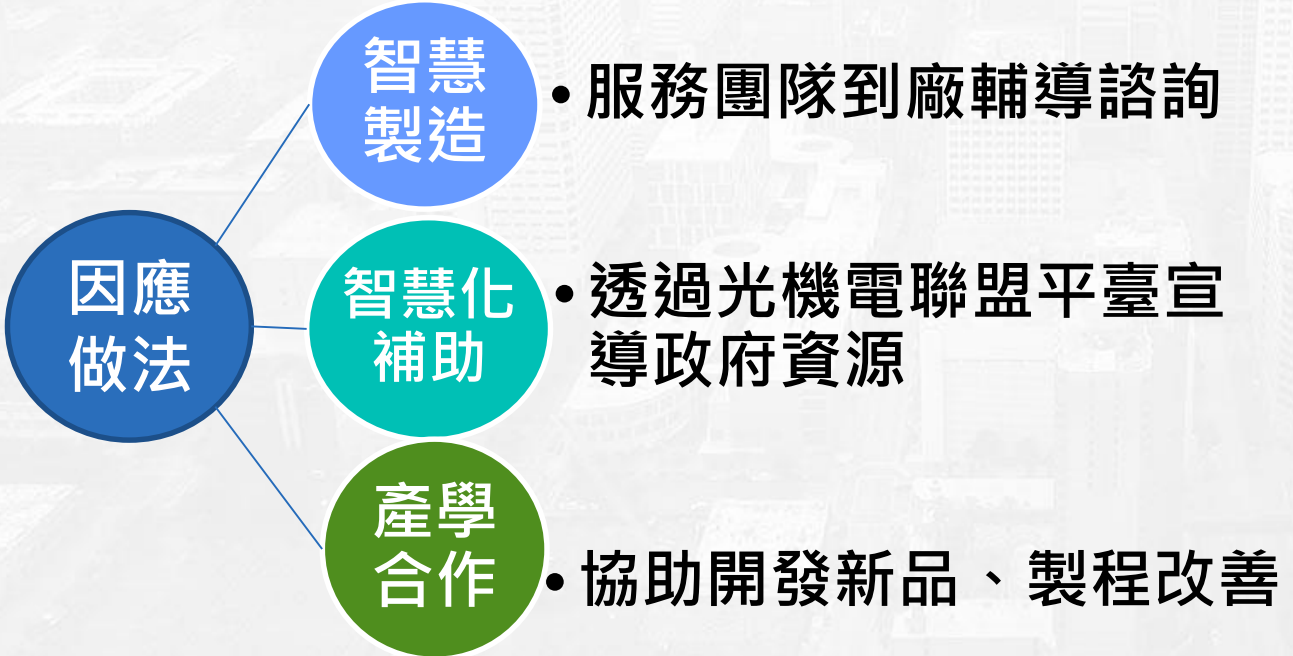 因應
做法
智慧
製造
•服務團隊到廠輔導諮詢
智慧化
補助
•透過光機電聯盟平臺宣
導政府資源
產學
合作
•協助開發新品、製程改善